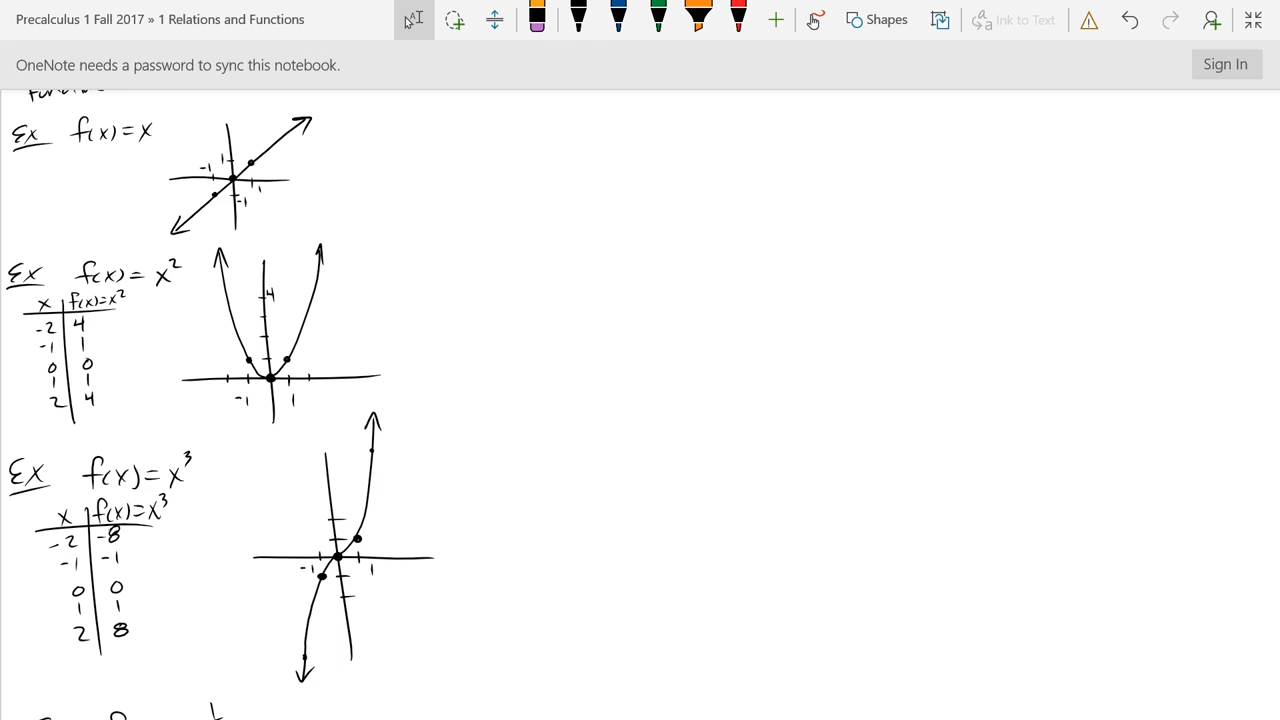 Precalculus 1 Fall 2017 » 1 Relations and Functions
Shapes
Ink to Text
OneNote needs a password to sync this notebook.
Sign In
Ex f(x)=x
-1 1
1
-1
Ex f(x)= x²
x f(x)=x²
-2 4
-1 1
0 0
1 1
2 4
4
-1 1
Ex f(x)= x³
x f(x)=x³
-2 -8
-1 -1
0 0
1 1
2 8
-1 1